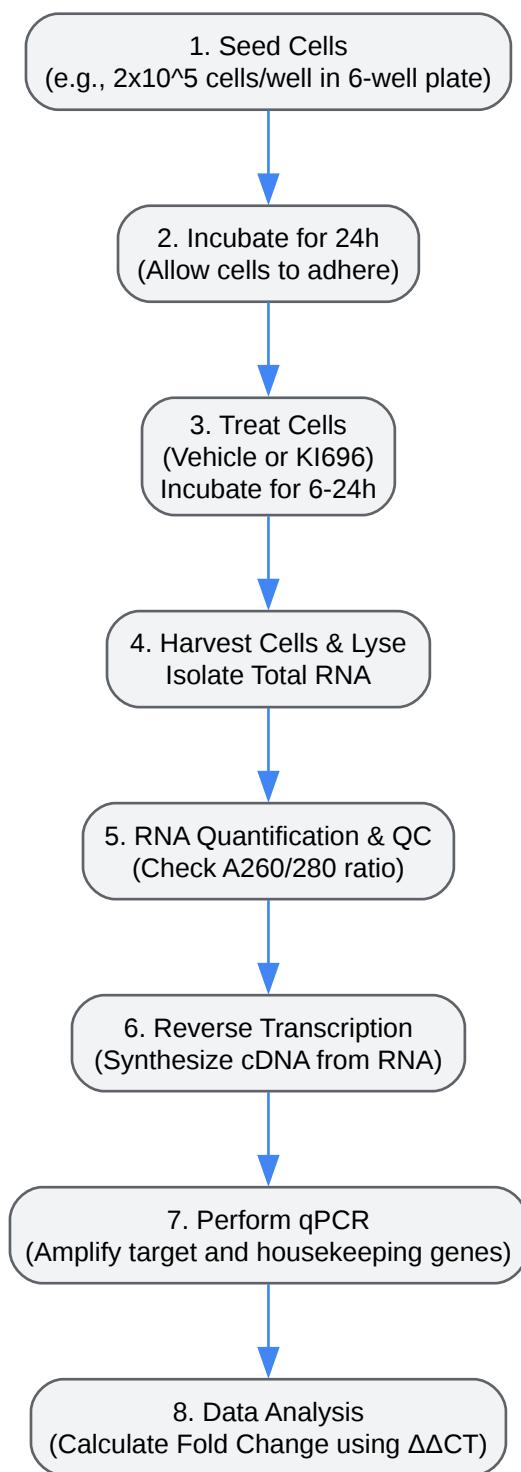 1. Seed Cells
(e.g., 2x10^5 cells/well in 6-well plate)
2. Incubate for 24h
(Allow cells to adhere)
3. Treat Cells
(Vehicle or KI696)
Incubate for 6-24h
4. Harvest Cells & Lyse
Isolate Total RNA
5. RNA Quantification & QC
(Check A260/280 ratio)
6. Reverse Transcription
(Synthesize cDNA from RNA)
7. Perform qPCR
(Amplify target and housekeeping genes)
8. Data Analysis
(Calculate Fold Change using ΔΔCT)